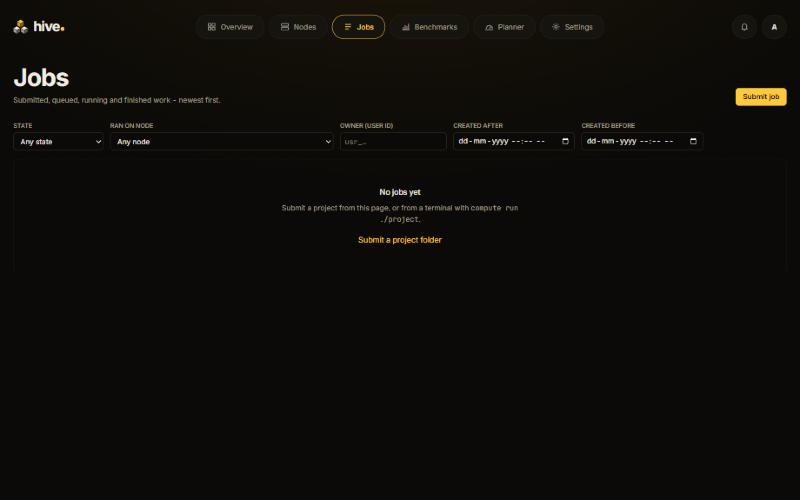 hive.
Overview
Nodes
Jobs
Benchmarks
Planner
Settings
A
Jobs
Submitted, queued, running and finished work - newest first.
Submit job
STATE
RAN ON NODE
OWNER (USER ID)
CREATED AFTER
CREATED BEFORE
Any state
Any node
usr_…
dd-mm-yyyy --:-- --
dd-mm-yyyy --:-- --
No jobs yet
Submit a project from this page, or from a terminal with compute run
./project.
Submit a project folder